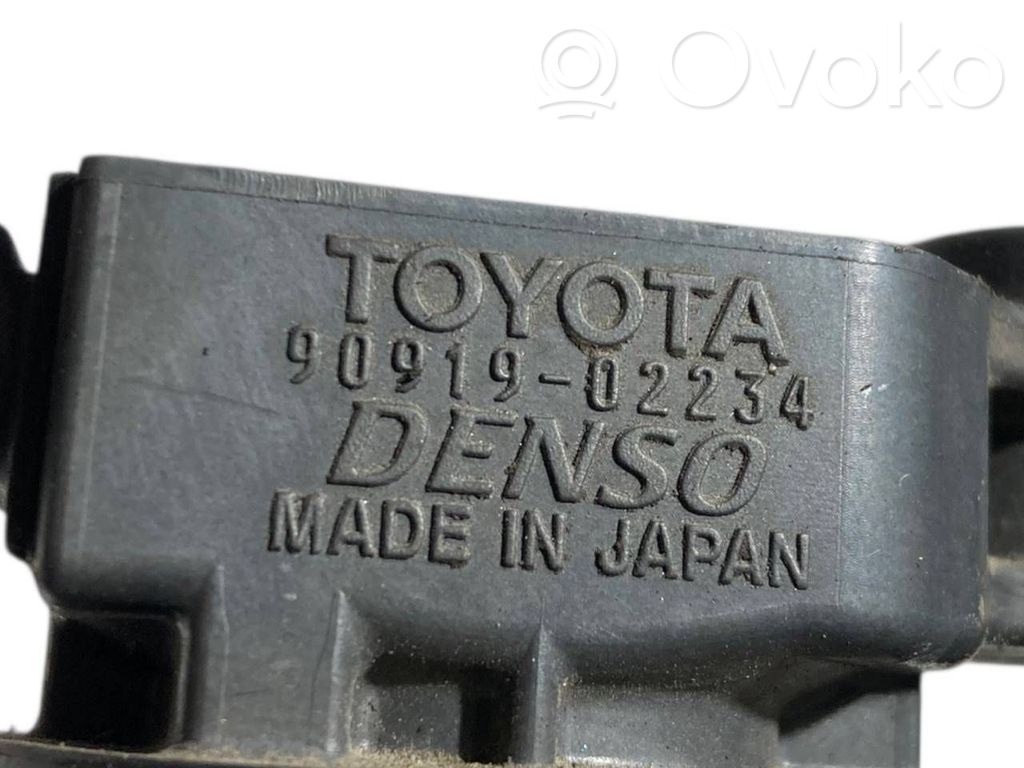 Ovoko
TOYOTA
90919-02234
DENSO
MADE IN JAPAN